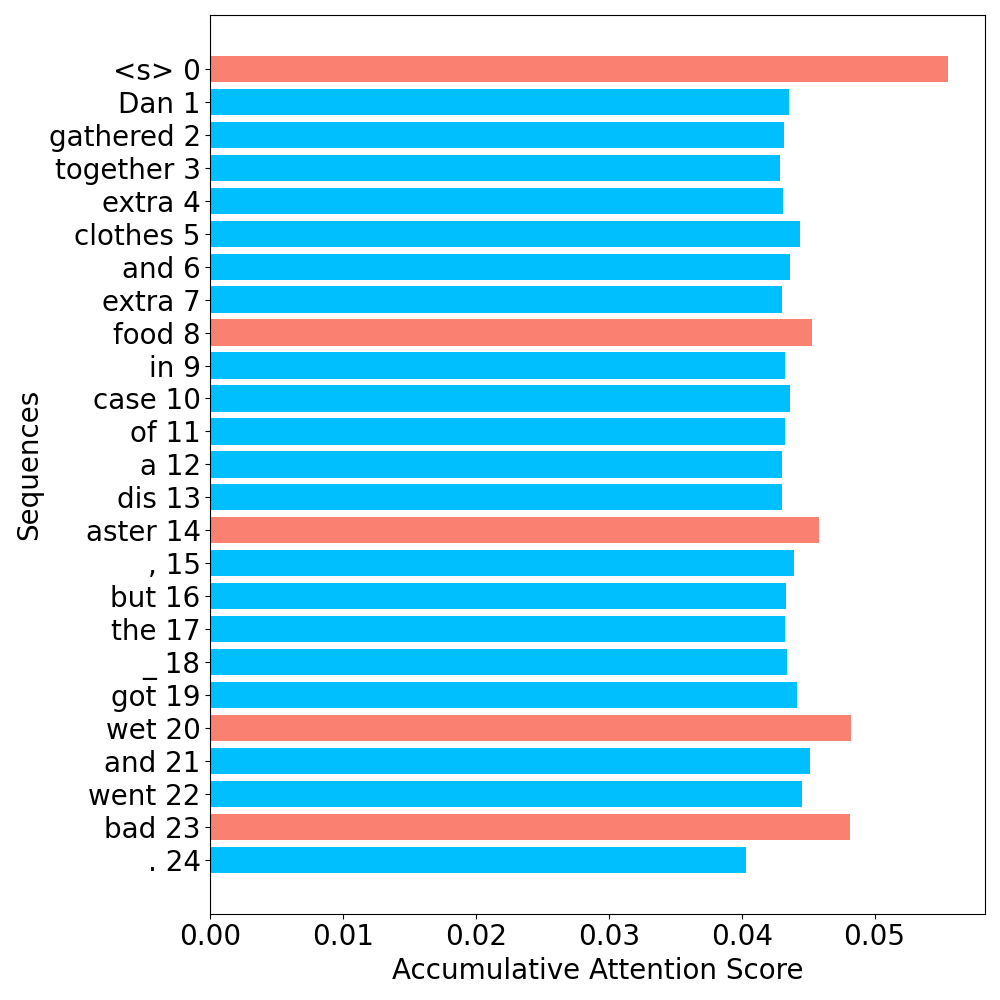 <s> 0
Dan 1
gathered 2
together 3
extra 4
clothes 5
and 6
extra 7
food 8
in 9
case 10
of 11
a 12
dis 13
aster 14
, 15
but 16
the 17
_ 18
got 19
wet 20
and 21
went 22
bad 23
. 24
Sequences
0.00 0.01 0.02 0.03 0.04 0.05
Accumulative Attention Score